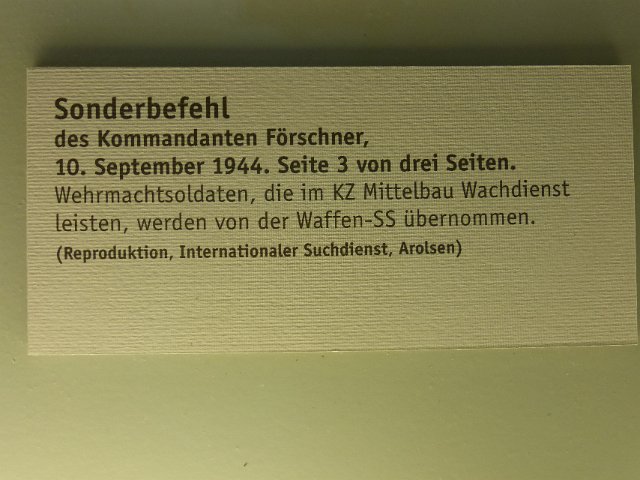 Sonderbefehl
des Kommandanten Förschner,
10. September 1944. Seite 3 von drei Seiten.
Wehrmachtsoldaten, die im KZ Mittelbau Wachdienst
leisten, werden von der Waffen-SS übernommen.
(Reproduktion, Internationaler Suchdienst, Arolsen)